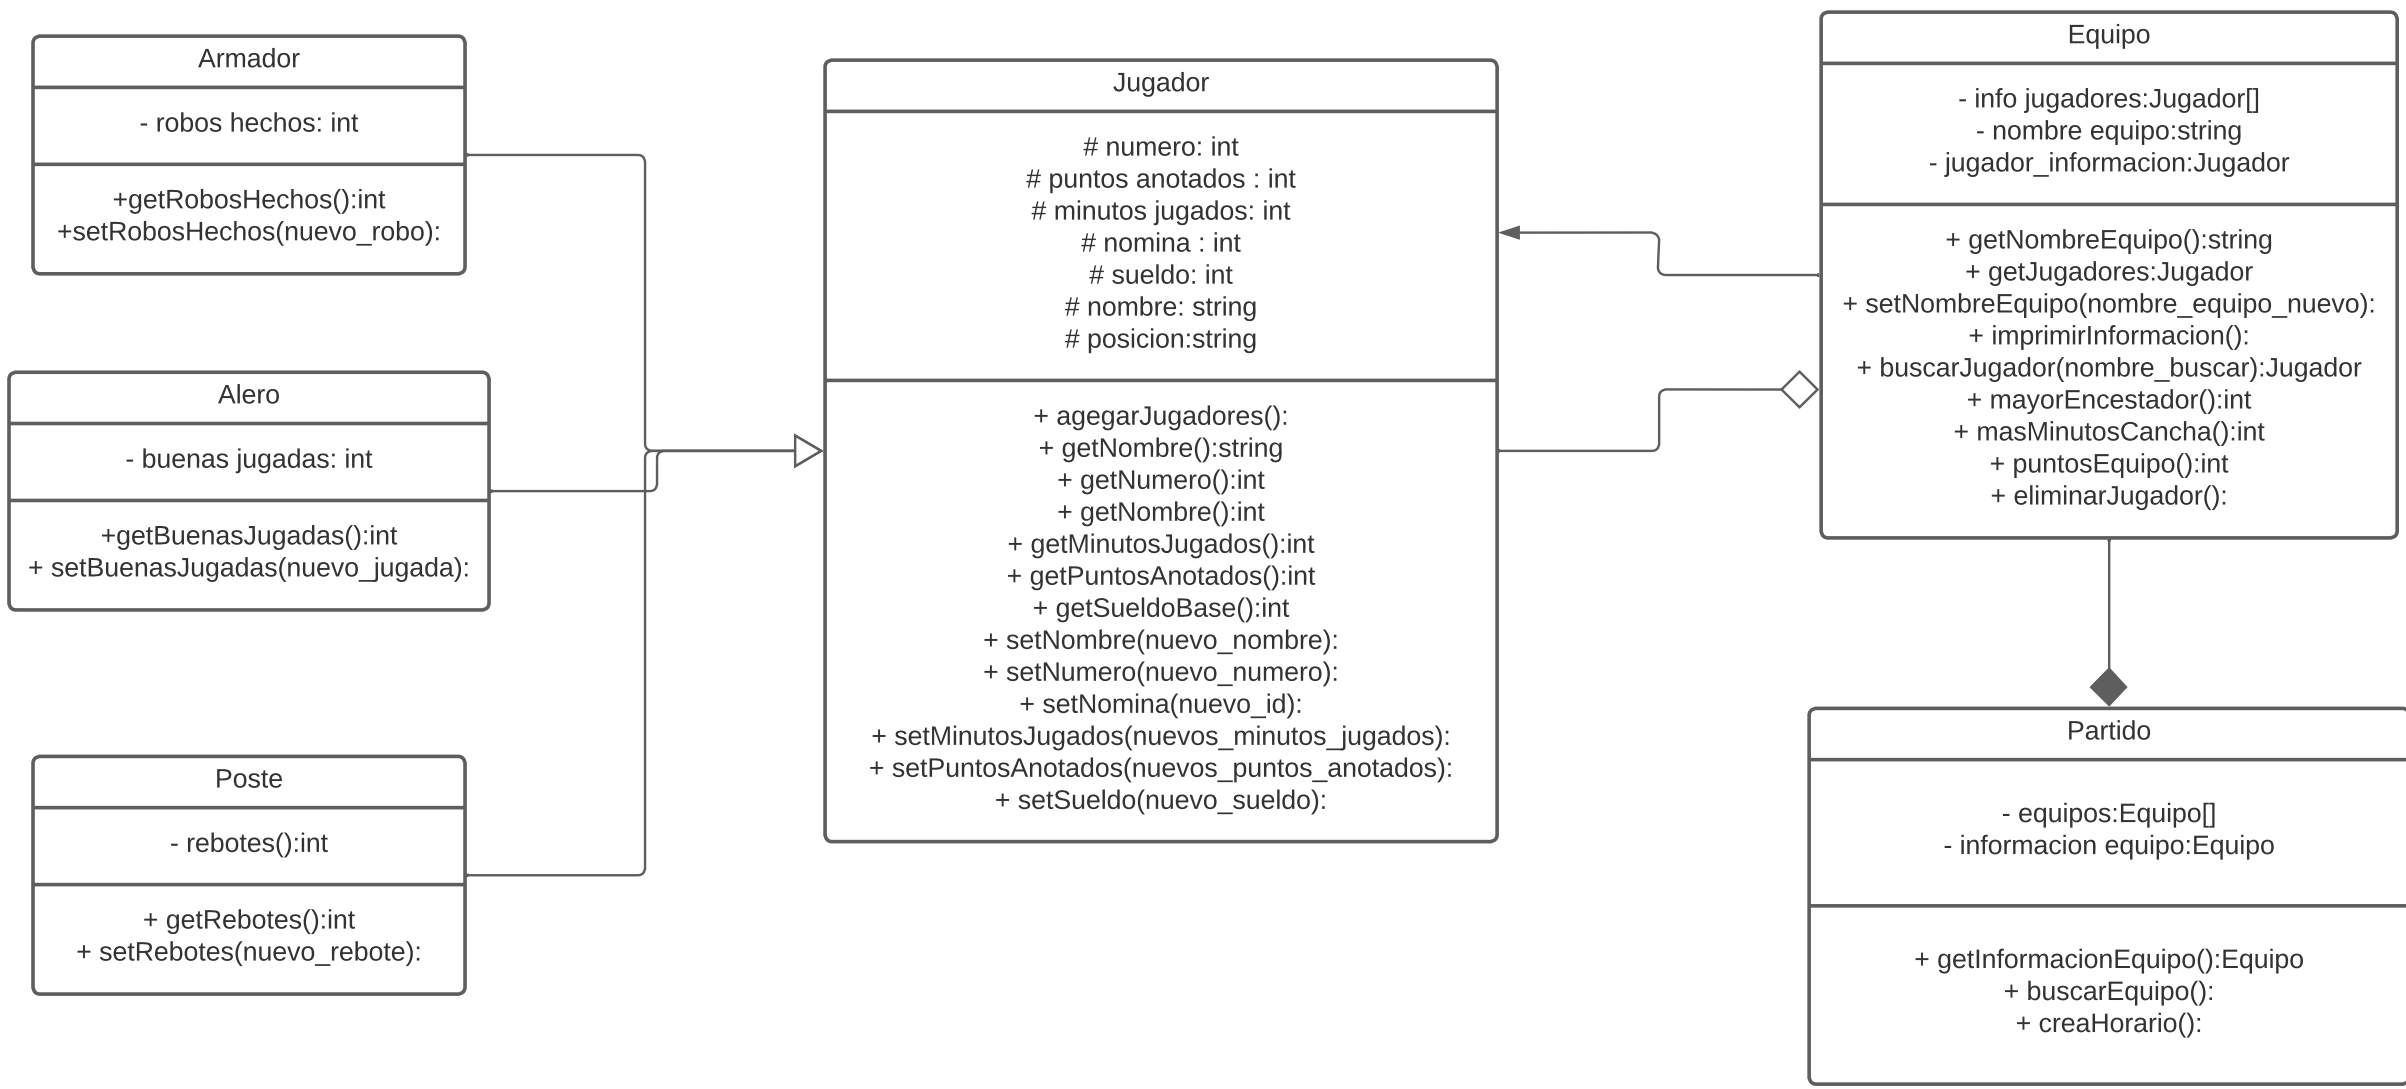 Armador
- robos hechos: int
+getRobosHechos():int
+setRobosHechos(nuevo_robo):
Alero
- buenas jugadas: int
+getBuenasJugadas():int
+ setBuenasJugadas(nuevo_jugada):
Poste
- rebotes():int
+ getRebotes():int
+ setRebotes(nuevo_rebote):
Jugador
# numero: int
# puntos anotados : int
# minutos jugados: int
# nomina : int
# sueldo: int
# nombre: string
# posicion:string
+ agegarJugadores():
+ getNombre():string
+ getNumero():int
+ getNombre():int
+ getMinutosJugados():int
+ getPuntosAnotados():int
+ getSueldoBase():int
+ setNombre(nuevo_nombre):
+ setNumero(nuevo_numero):
+ setNomina(nuevo_id):
+ setMinutosJugados(nuevos_minutos_jugados):
+ setPuntosAnotados(nuevos_puntos_anotados):
+ setSueldo(nuevo_sueldo):
Equipo
- info jugadores:Jugador[]
- nombre equipo:string
- jugador_informacion:Jugador
+ getNombreEquipo():string
+ getJugadores:Jugador
+ setNombreEquipo(nombre_equipo_nuevo):
+ imprimirInformacion():
+ buscarJugador(nombre_buscar):Jugador
+ mayorEncestador():int
+ masMinutosCancha():int
+ puntosEquipo():int
+ eliminarJugador():
Partido
- equipos:Equipo[]
- informacion equipo:Equipo
+ getInformacionEquipo():Equipo
+ buscarEquipo():
+ creaHorario():